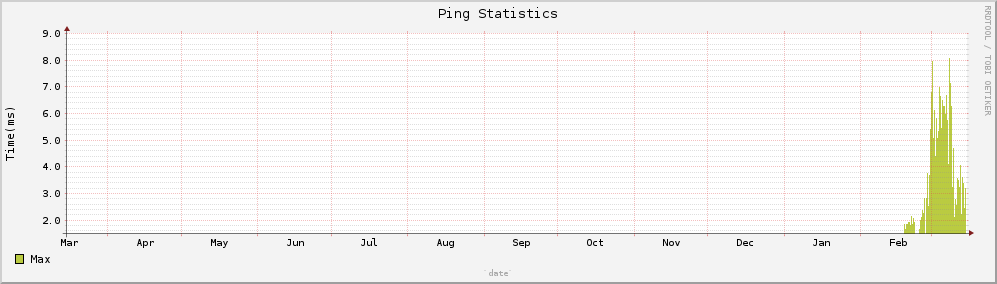 Ping Statistics
RRDTOOL / TOBI OETIKER
Time(ms)
9.0
8.0
7.0
6.0
5.0
4.0
3.0
2.0
Mar Apr May Jun Jul Aug Sep Oct Nov Dec Jan Feb
Max
`date`